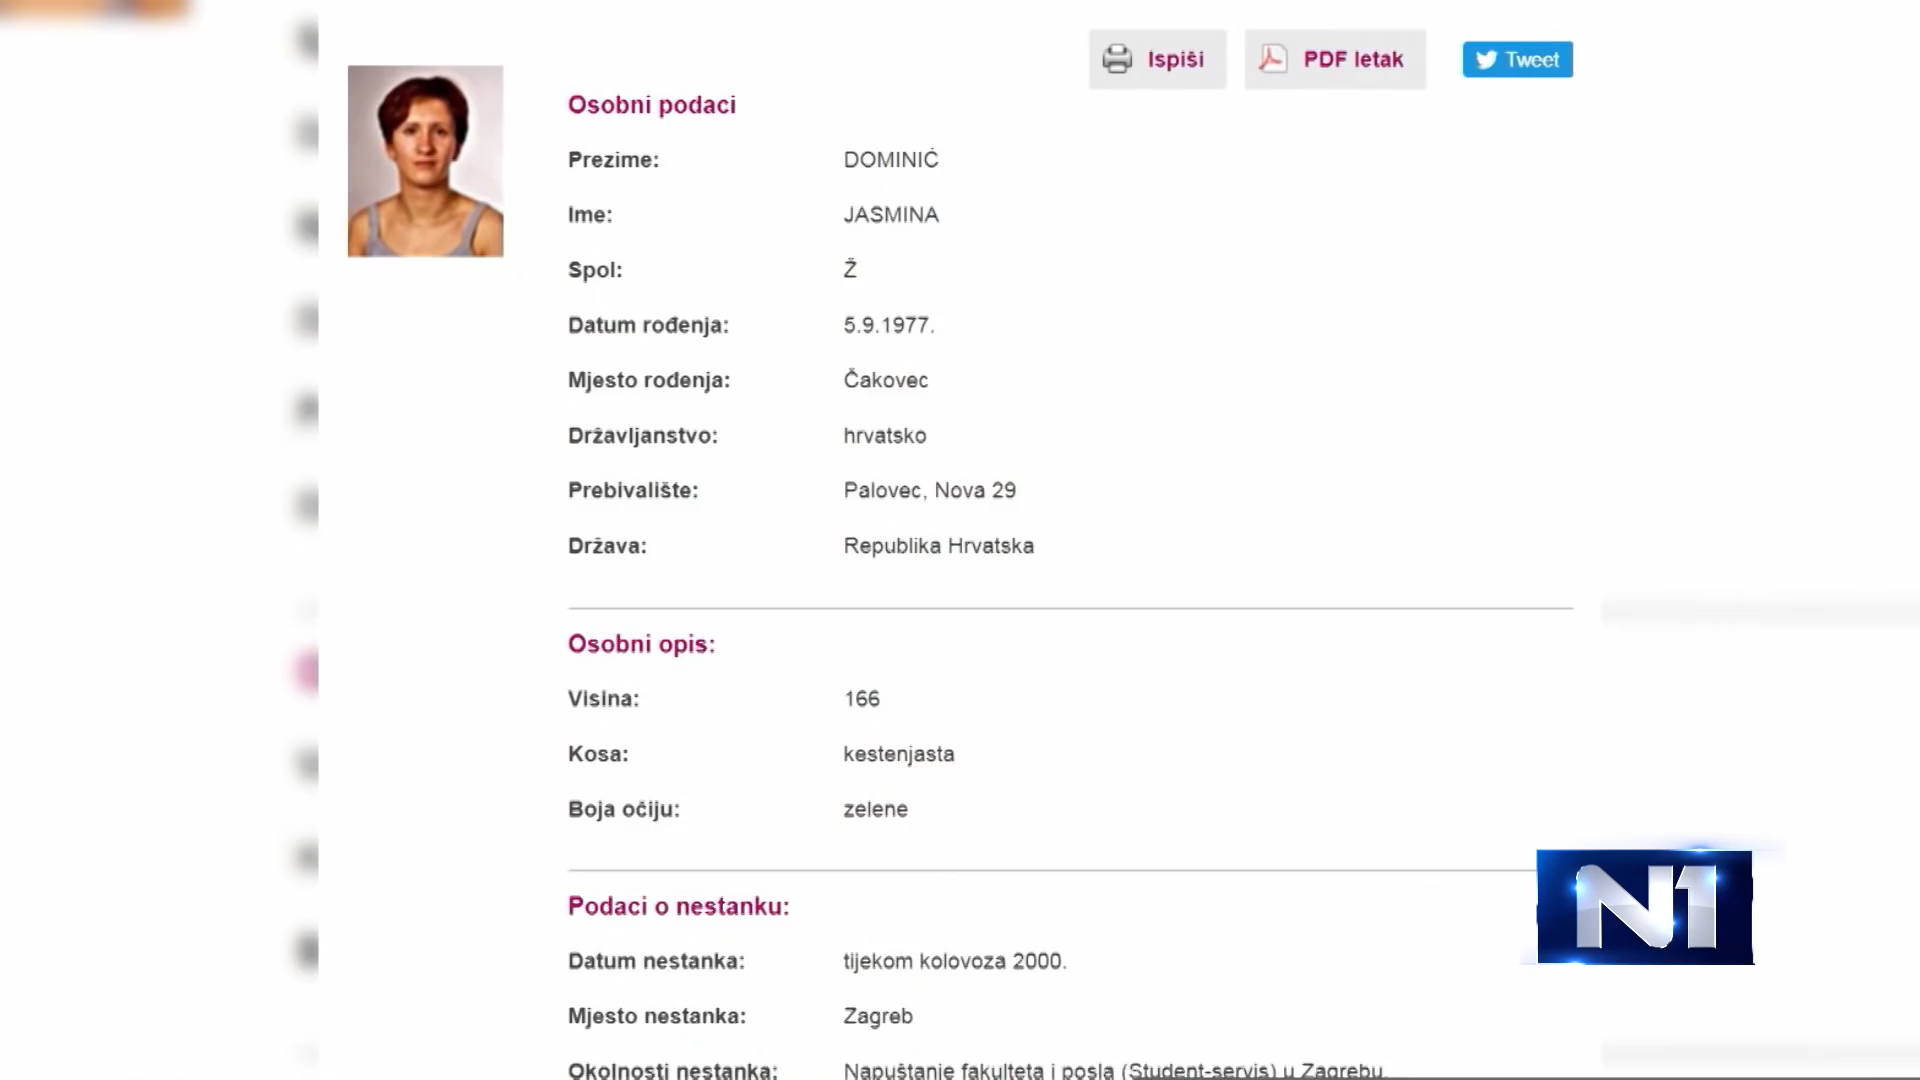 Ispiši
PDF letak
Tweet
Osobni podaci
Prezime: DOMINIĆ
Ime: JASMINA
Spol: Ž
Datum rođenja: 5.9.1977.
Mjesto rođenja: Čakovec
Državljanstvo: hrvatsko
Prebivalište: Palovec, Nova 29
Država: Republika Hrvatska
Osobni opis:
Visina: 166
Kosa: kestenjasta
Boja očiju: zelene
Podaci o nestanku:
Datum nestanka: tijekom kolovoza 2000.
Mjesto nestanka: Zagreb
Okolnosti nestanka: Napuštanje fakulteta i posla (Student-servis) u Zagrebu.
N1